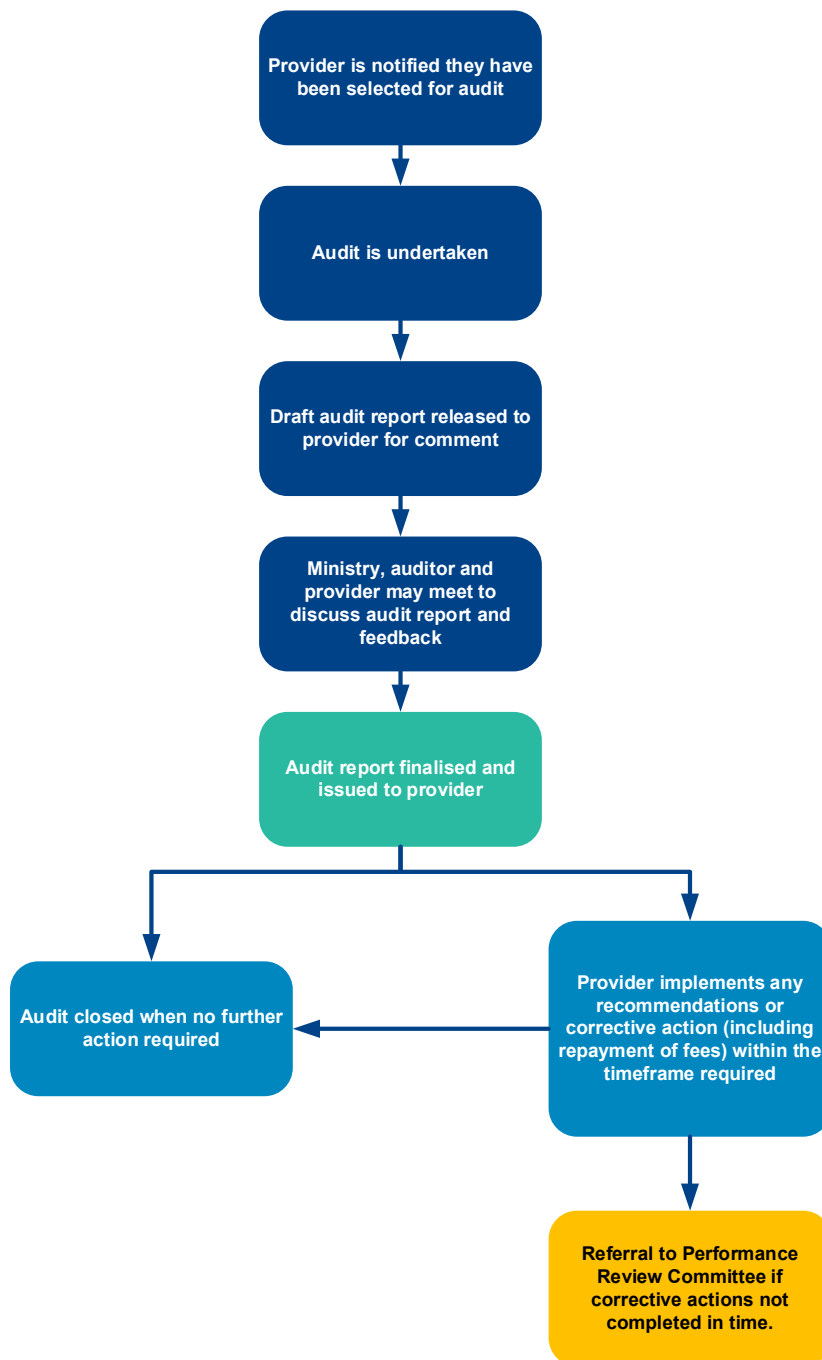 Provider is notified they have
been selected for audit
Audit is undertaken
Draft audit report released to
provider for comment
Ministry, auditor and
provider may meet to
discuss audit report and
feedback
Audit report finalised and
issued to provider
Audit closed when no further
action required
Provider implements any
recommendations or
corrective action (including
repayment of fees) within the
timeframe required
Referral to Performance
Review Committee if
corrective actions not
completed in time.